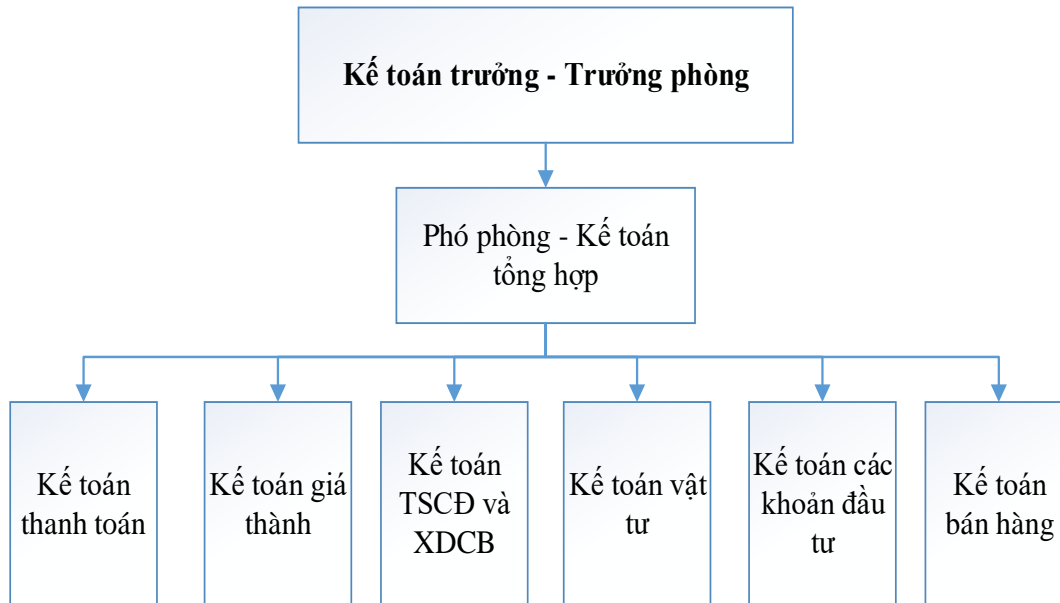 Kế toán trưởng - Trưởng phòng
Phó phòng - Kế toán
tổng hợp
Kế toán
thanh toán
Kế toán giá
thành
Kế toán
TSCĐ và
XDCB
Kế toán vật
tư
Kế toán các
khoản đầu
tư
Kế toán
bán hàng